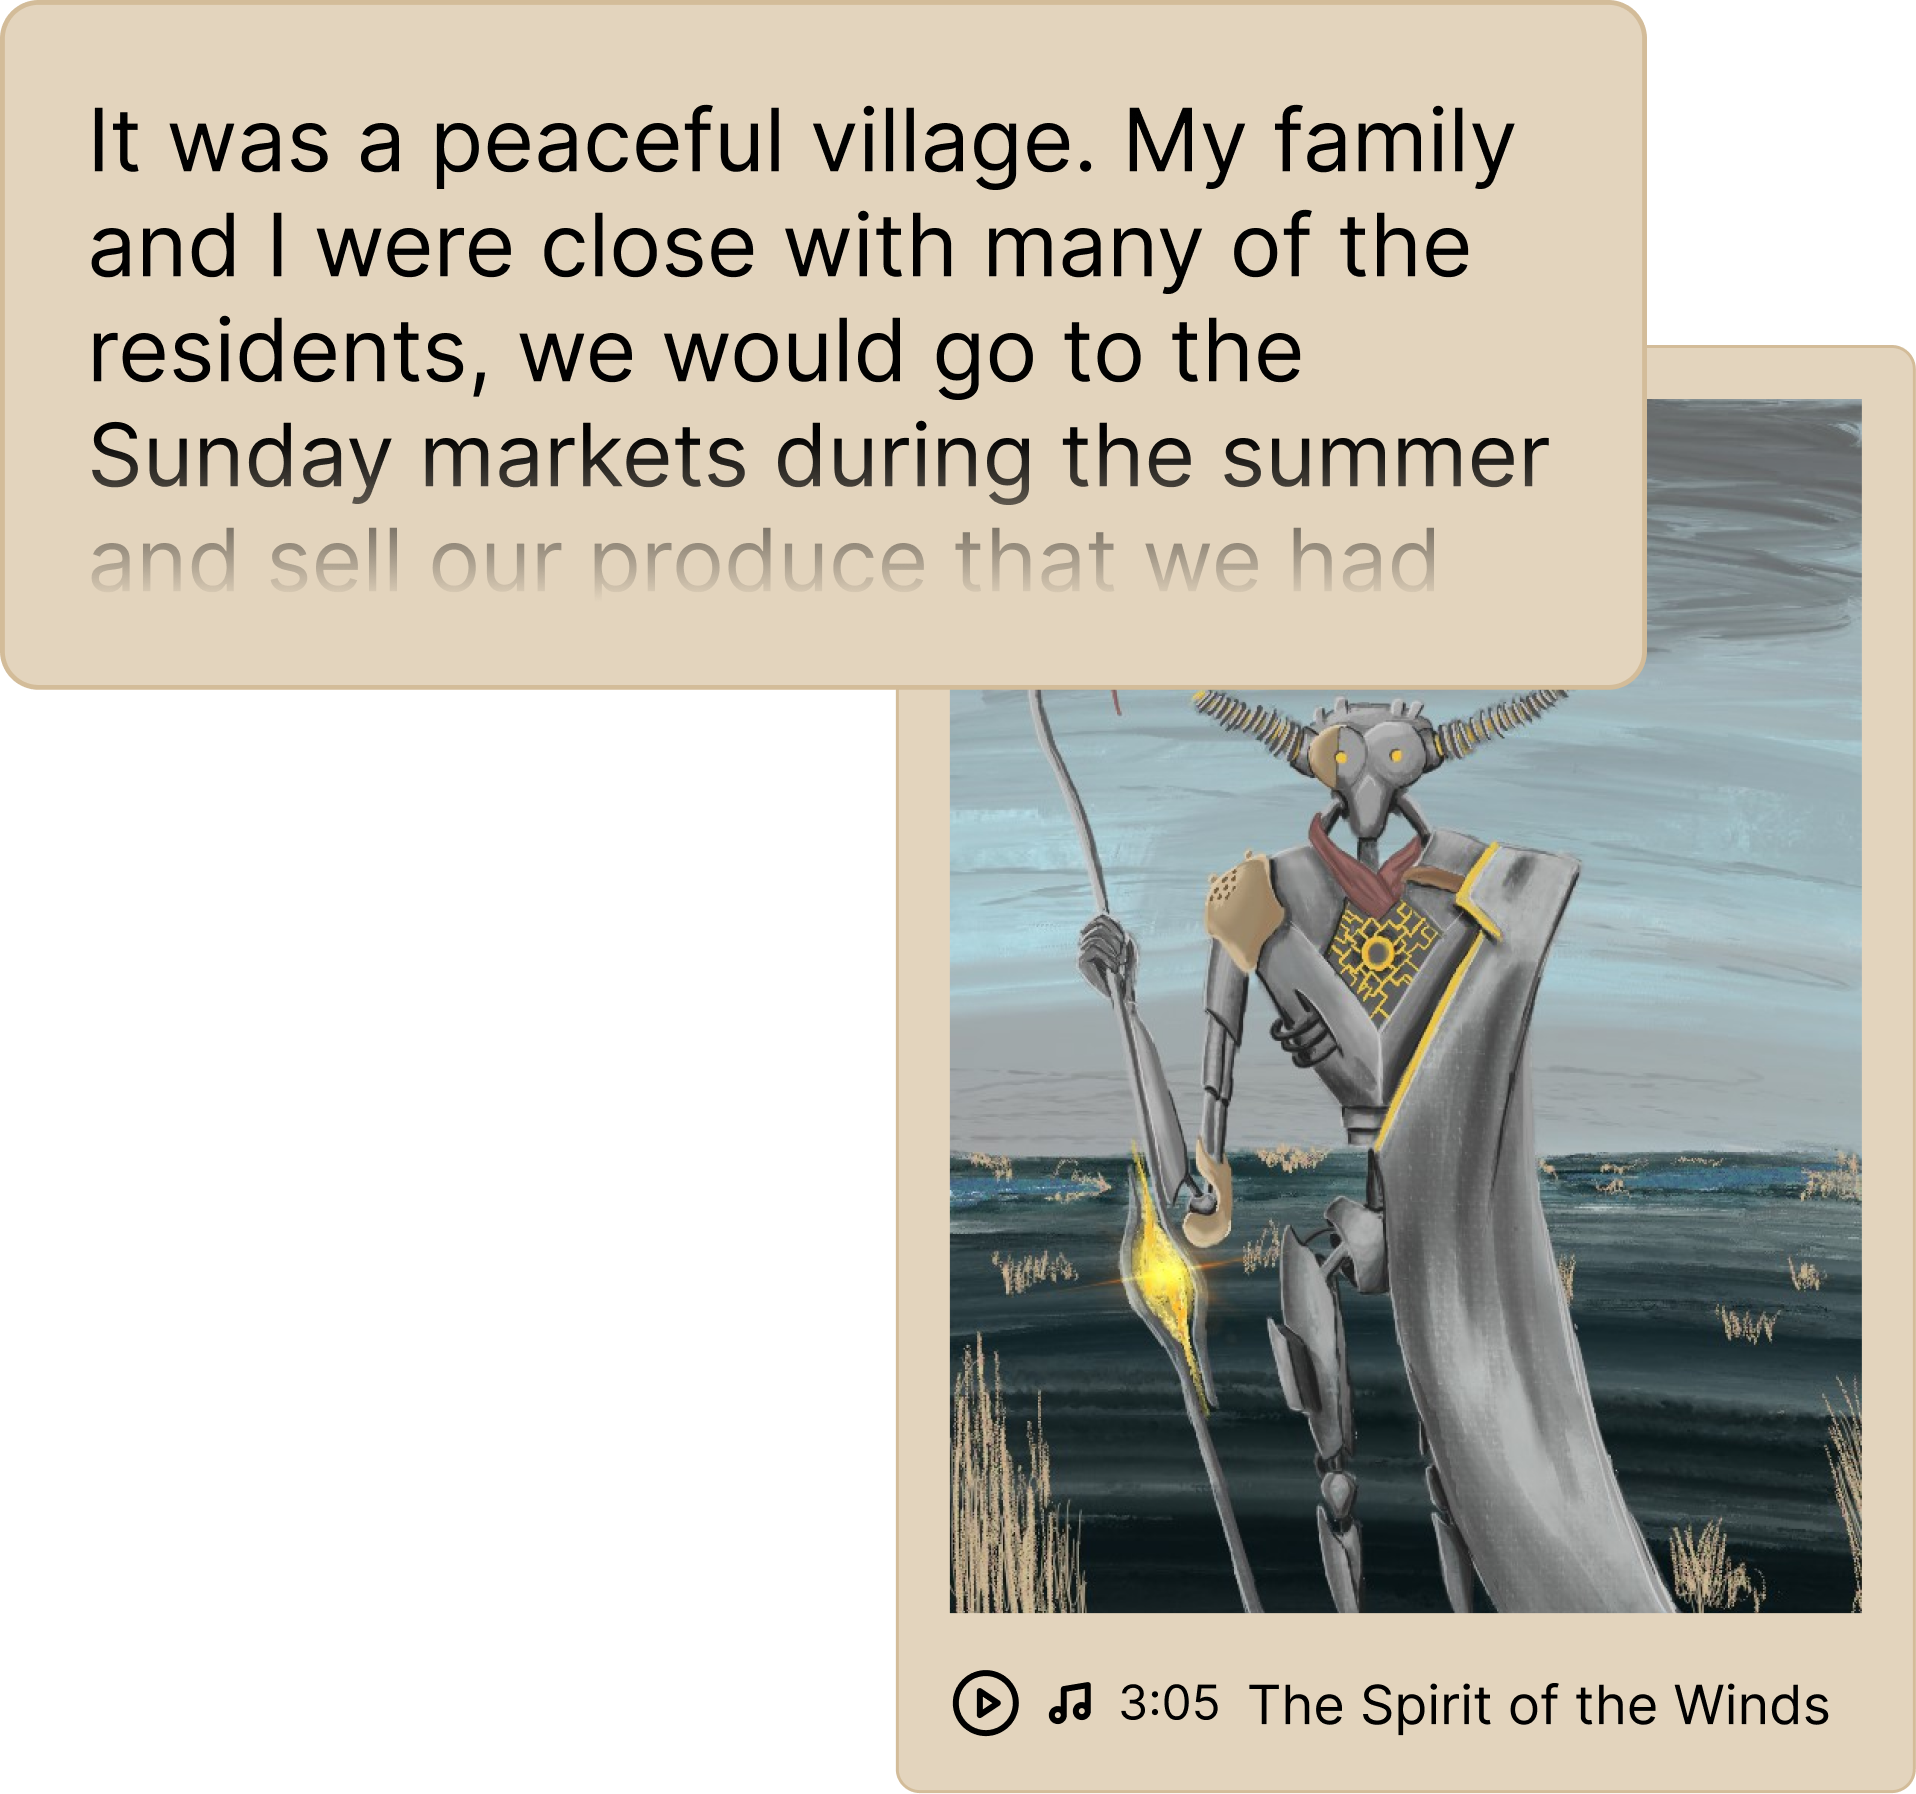 It was a peaceful village. My family
and I were close with many of the
residents, we would go to the
Sunday markets during the summer
and sell our produce that we had
3:05 The Spirit of the Winds